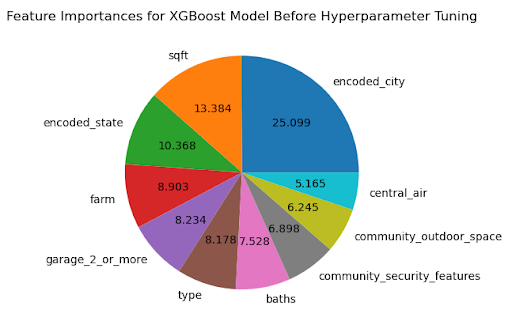 Feature Importances for XGBoost Model Before Hyperparameter Tuning
sqft
encoded_city
13.384
25.099
encoded_state
10.368
farm
8.903
5.165
central_air
6.245
8.234
6.898
community_outdoor_space
8.178
7.528
garage_2_or_more
community_security_features
type
baths